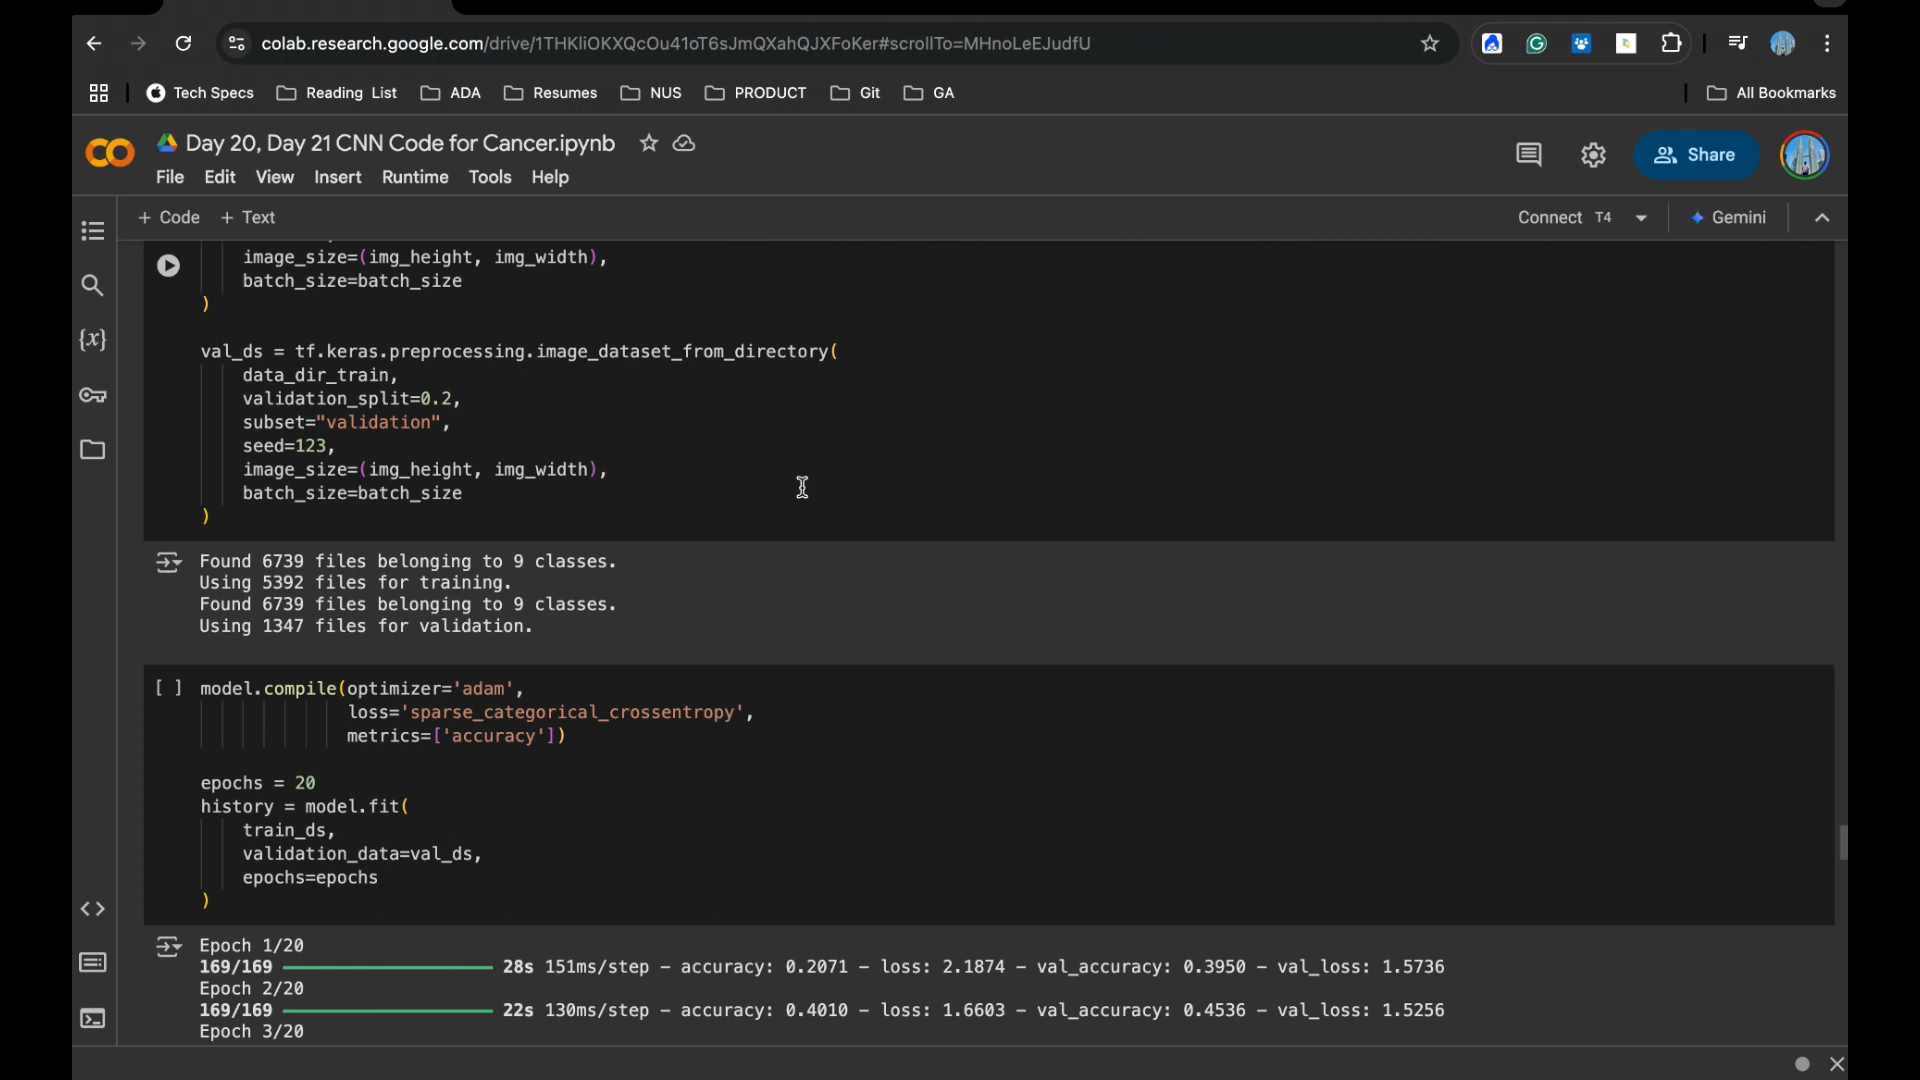 colab.research.google.com/drive/1THKliOKXQcOu41oT6sJmQXahQJXFoKer#scrollTo=MHnoLeEJudfU
Tech Specs Reading List ADA Resumes NUS PRODUCT Git GA All Bookmarks
Day 20, Day 21 CNN Code for Cancer.ipynb
Share
File Edit View Insert Runtime Tools Help
+ Code + Text Connect T4 Gemini
image_size=(img_height, img_width),
batch_size=batch_size
)
val_ds = tf.keras.preprocessing.image_dataset_from_directory(
data_dir_train,
validation_split=0.2,
subset="validation",
seed=123,
image_size=(img_height, img_width),
batch_size=batch_size
)
Found 6739 files belonging to 9 classes.
Using 5392 files for training.
Found 6739 files belonging to 9 classes.
Using 1347 files for validation.
[ ] model.compile(optimizer='adam',
loss='sparse_categorical_crossentropy',
metrics=['accuracy'])
epochs = 20
history = model.fit(
train_ds,
validation_data=val_ds,
epochs=epochs
)
Epoch 1/20
169/169 28s 151ms/step – accuracy: 0.2071 – loss: 2.1874 – val_accuracy: 0.3950 – val_loss: 1.5736
Epoch 2/20
169/169 22s 130ms/step – accuracy: 0.4010 – loss: 1.6603 – val_accuracy: 0.4536 – val_loss: 1.5256
Epoch 3/20